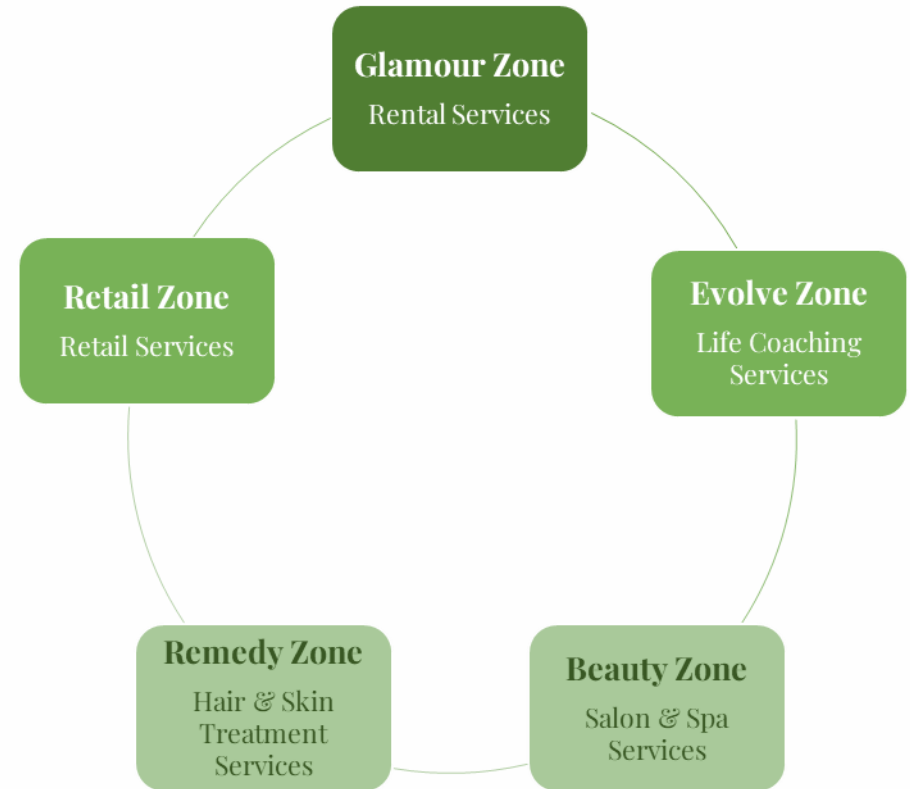 Glamour Zone
Rental Services
Retail Zone
Retail Services
Evolve Zone
Life Coaching
Services
Remedy Zone
Hair & Skin
Treatment
Services
Beauty Zone
Salon & Spa
Services